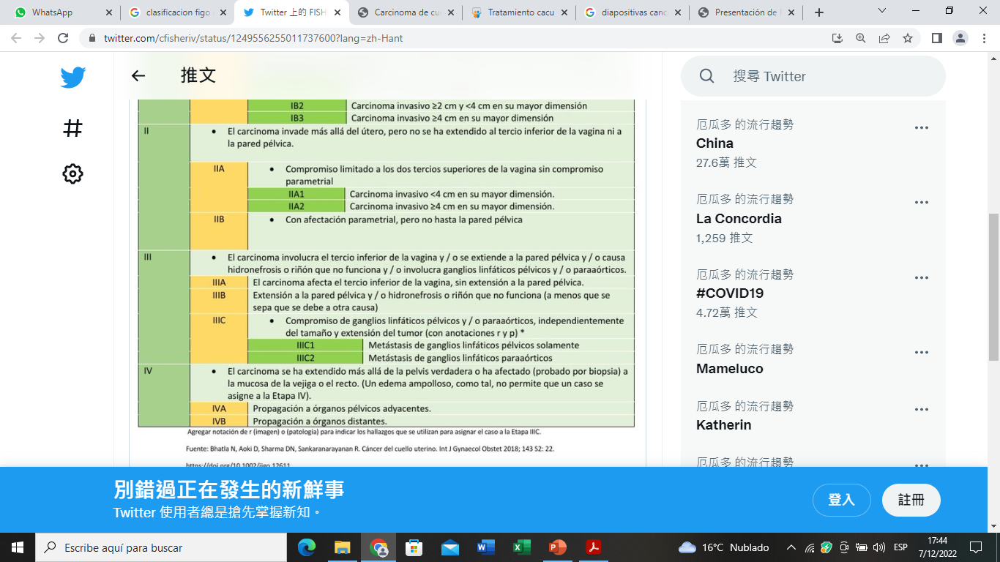 WhatsApp
clasificacion figo
Twitter 上的 FISH
Carcinoma de cu
Tratamiento cacu
diapositivas canc
Presentación de
twitter.com/cfisheriv/status/1249556255011737600?lang=zh-Hant
推文
搜尋 Twitter
IB2 Carcinoma invasivo ≥2 cm y <4 cm en su mayor dimensión
IB3 Carcinoma invasivo ≥4 cm en su mayor dimensión
II • El carcinoma invade más allá del útero, pero no se ha extendido al tercio inferior de la vagina ni a
la pared pélvica.
IIA • Compromiso limitado a los dos tercios superiores de la vagina sin compromiso
parametrial
IIA1 Carcinoma invasivo <4 cm en su mayor dimensión.
IIA2 Carcinoma invasivo ≥4 cm en su mayor dimensión.
IIB • Con afectación parametrial, pero no hasta la pared pélvica
III • El carcinoma involucra el tercio inferior de la vagina y / o se extiende a la pared pélvica y / o causa
hidronefrosis o riñón que no funciona y / o involucra ganglios linfáticos pélvicos y / o paraaórticos.
IIIA El carcinoma afecta el tercio inferior de la vagina, sin extensión a la pared pélvica.
IIIB Extensión a la pared pélvica y / o hidronefrosis o riñón que no funciona (a menos que se
sepa que se debe a otra causa)
IIIC • Compromiso de ganglios linfáticos pélvicos y / o paraaórticos, independientemente
del tamaño y extensión del tumor (con anotaciones r y p) *
IIIC1 Metástasis de ganglios linfáticos pélvicos solamente
IIIC2 Metástasis de ganglios linfáticos paraaórticos
IV • El carcinoma se ha extendido más allá de la pelvis verdadera o ha afectado (probado por biopsia) a
la mucosa de la vejiga o el recto. (Un edema ampolloso, como tal, no permite que un caso se
asigne a la Etapa IV).
IVA Propagación a órganos pélvicos adyacentes.
IVB Propagación a órganos distantes.
Agregar notación de r (imagen) o (patología) para indicar los hallazgos que se utilizan para asignar el caso a la Etapa IIIC.
Fuente: Bhatla N, Aoki D, Sharma DN, Sankaranarayanan R. Cáncer del cuello uterino. Int J Gynaecol Obstet 2018; 143 S2: 22.
https://doi.org/10.1002/ijgo.12611
厄瓜多 的流行趨勢
China
27.6萬 推文
厄瓜多 的流行趨勢
La Concordia
1,259 推文
厄瓜多 的流行趨勢
#COVID19
4.72萬 推文
厄瓜多 的流行趨勢
Mameluco
厄瓜多 的流行趨勢
Katherin
厄瓜多 的流行趨勢
別錯過正在發生的新鮮事
Twitter 使用者總是搶先掌握新知。
登入
註冊
Escribe aquí para buscar
16°C Nublado
ESP
17:44
7/12/2022